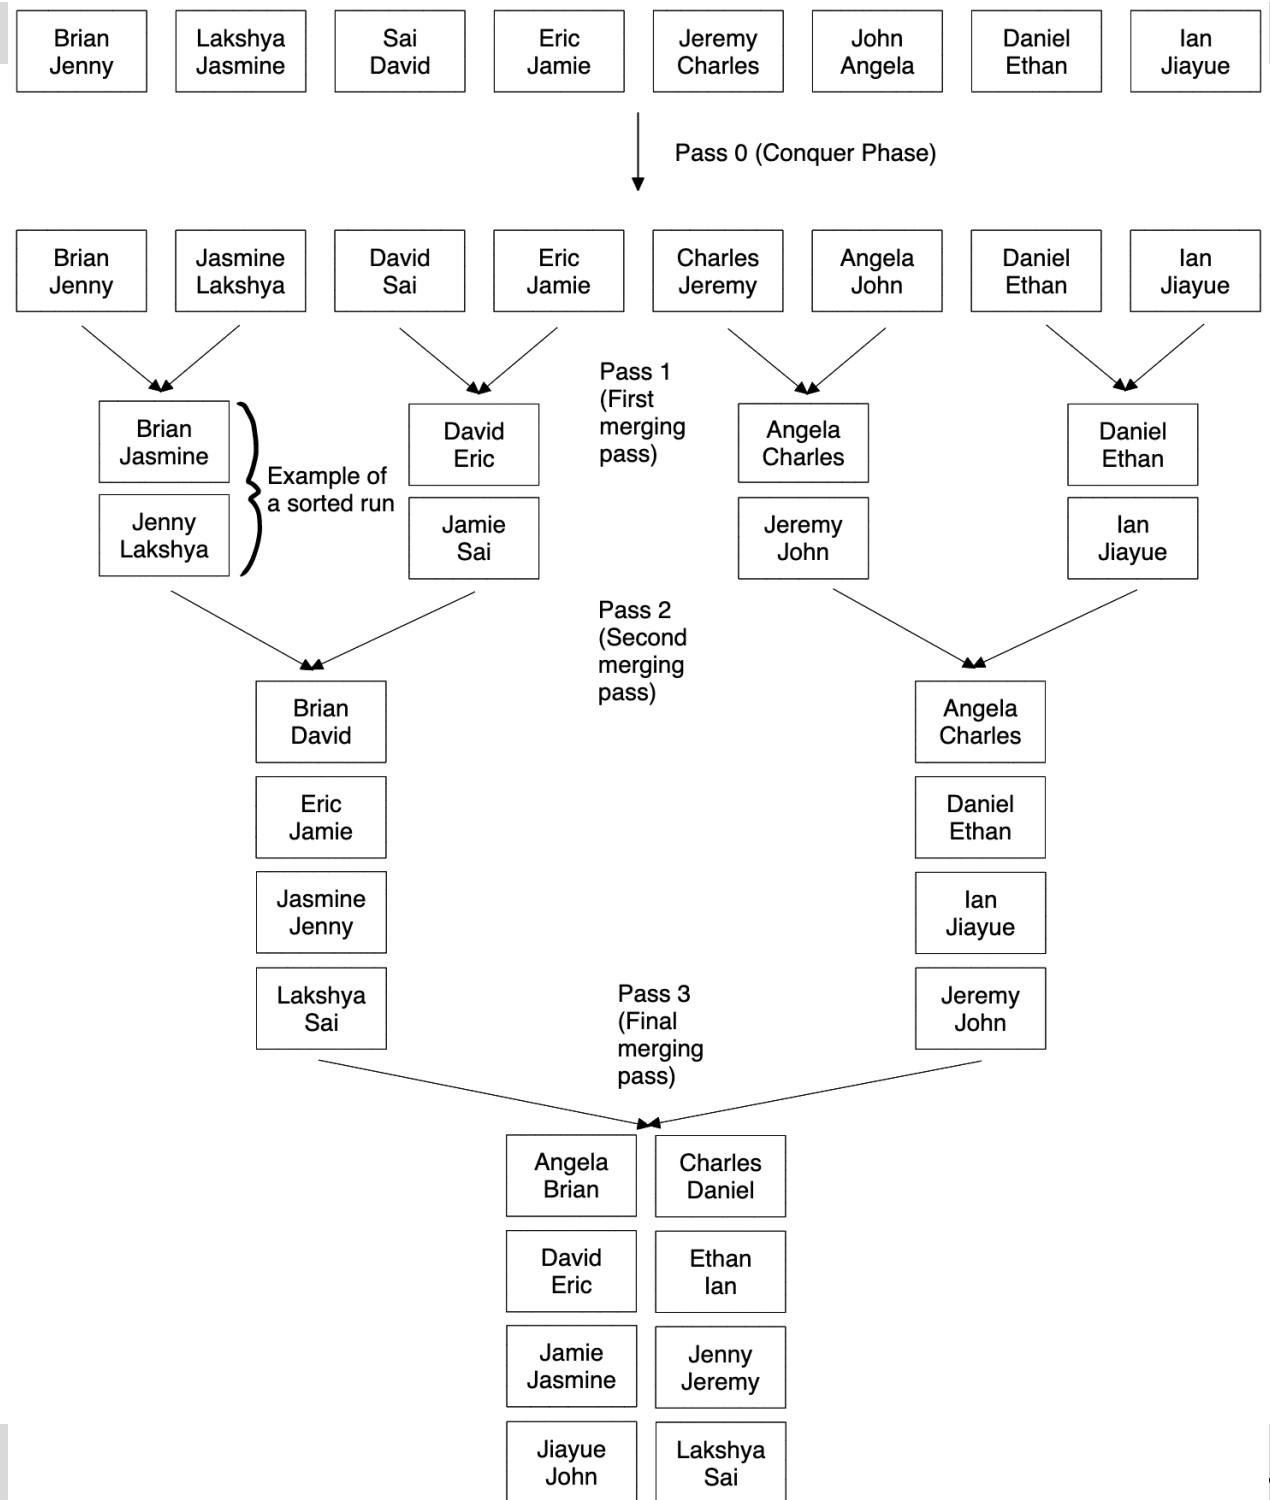 Brian
Jenny
Lakshya
Jasmine
Sai
David
Eric
Jamie
Jeremy
Charles
John
Angela
Daniel
Ethan
Ian
Jiayue
Pass 0 (Conquer Phase)
Brian
Jenny
Jasmine
Lakshya
David
Sai
Eric
Jamie
Charles
Jeremy
Angela
John
Daniel
Ethan
Ian
Jiayue
Pass 1
(First
merging
pass)
Brian
Jasmine
Jenny
Lakshya
Example of
a sorted run
David
Eric
Jamie
Sai
Angela
Charles
Jeremy
John
Daniel
Ethan
Ian
Jiayue
Pass 2
(Second
merging
pass)
Brian
David
Eric
Jamie
Jasmine
Jenny
Lakshya
Sai
Angela
Charles
Daniel
Ethan
Ian
Jiayue
Jeremy
John
Pass 3
(Final
merging
pass)
Angela
Brian
Charles
Daniel
David
Eric
Ethan
Ian
Jamie
Jasmine
Jenny
Jeremy
Jiayue
John
Lakshya
Sai